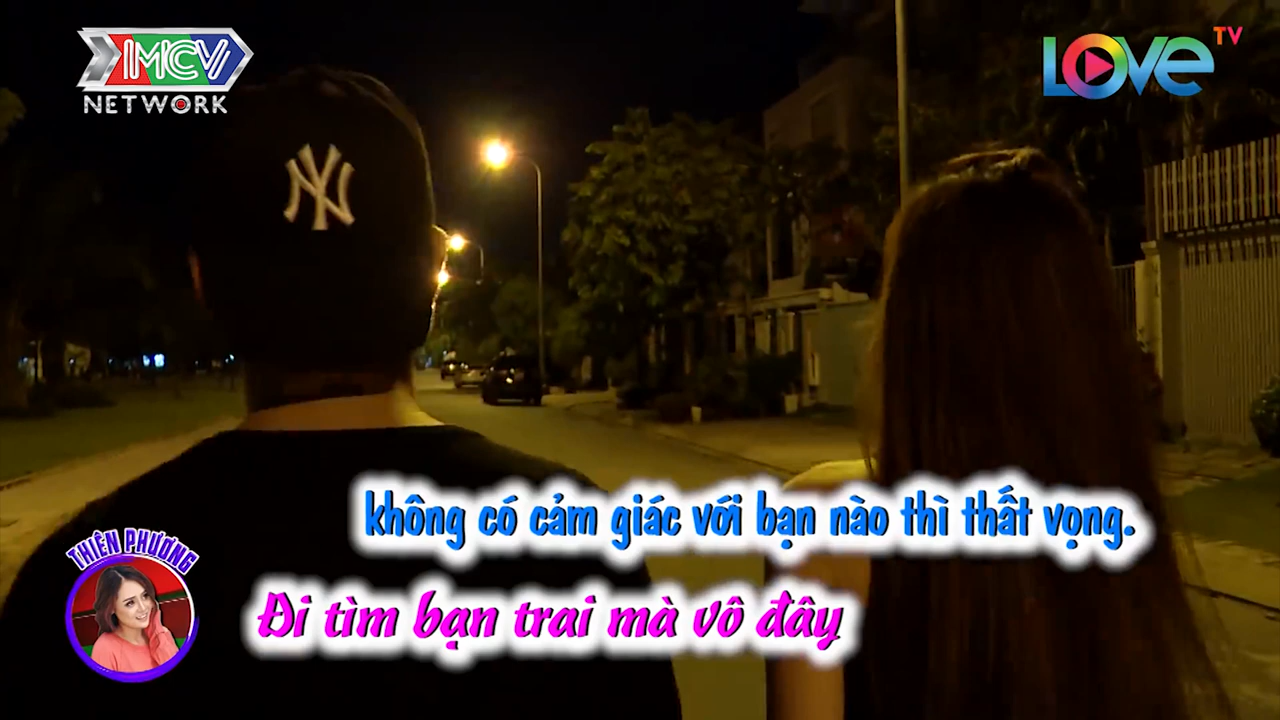 MCV
NETWORK
LOVE TV
NY
không có cảm giác với bạn nào thì thất vọng.
THIÊN PHƯƠNG
Đi tìm bạn trai mà vô đây